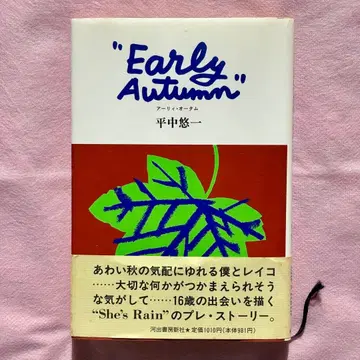 "Early
Autumn"
アーリィ・オータム
平中悠一
あわい秋の気配にゆれる僕とレイコ
……大切な何かがつかまえられそう
な気がして……16歳の出会いを描く
"She's Rain"のプレ・ストーリー。
河出書房新社★定価1010円(本体981円)